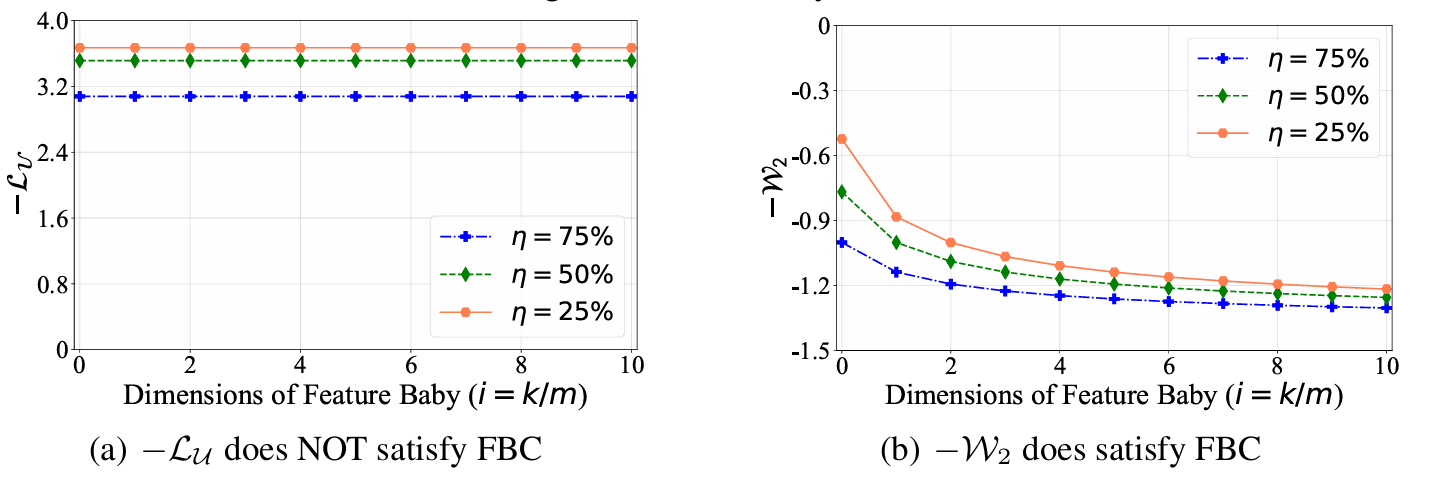 4.0
3.2
2.4
1.6
0.8
0
−ℒ𝒰
η = 75%
η = 50%
η = 25%
0 2 4 6 8 10
Dimensions of Feature Baby (i = k/m)
(a) −ℒ𝒰 does NOT satisfy FBC
0
-0.3
-0.6
-0.9
-1.2
-1.5
−𝒲2
η = 75%
η = 50%
η = 25%
0 2 4 6 8 10
Dimensions of Feature Baby (i = k/m)
(b) −𝒲2 does satisfy FBC